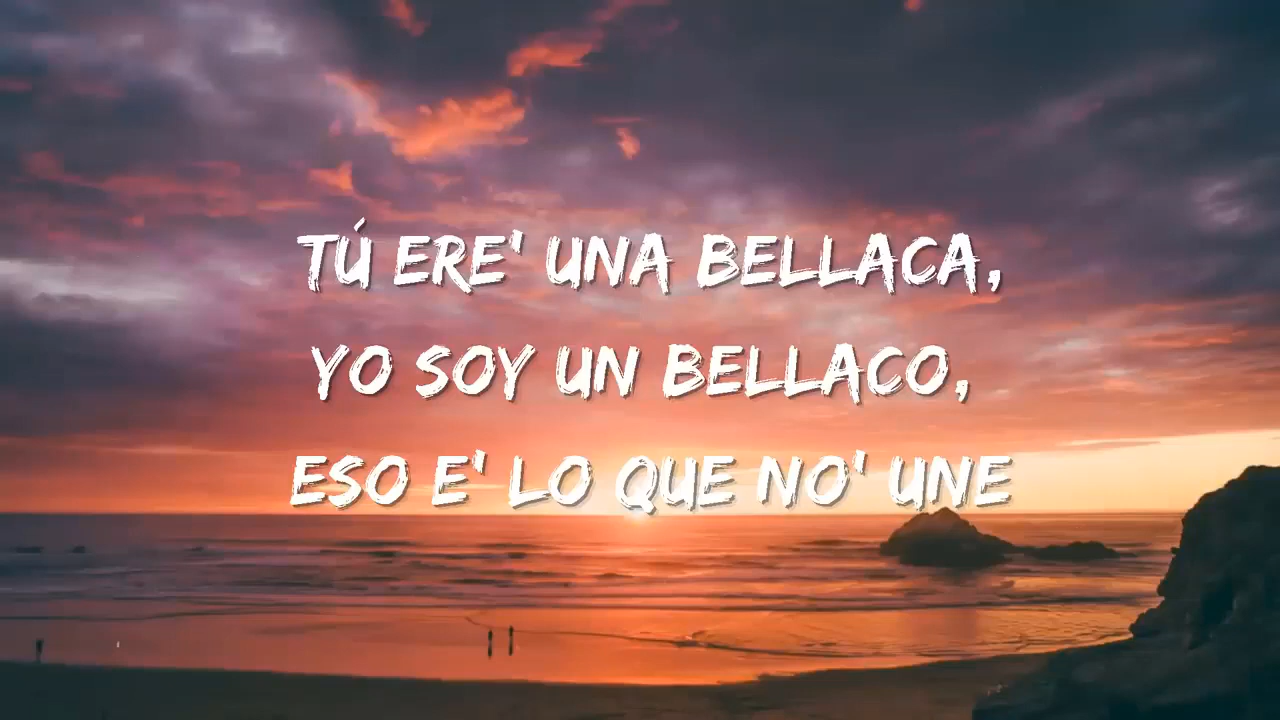 TÚ ERE' UNA BELLACA,
YO SOY UN BELLACO,
ESO E' LO QUE NO' UNE